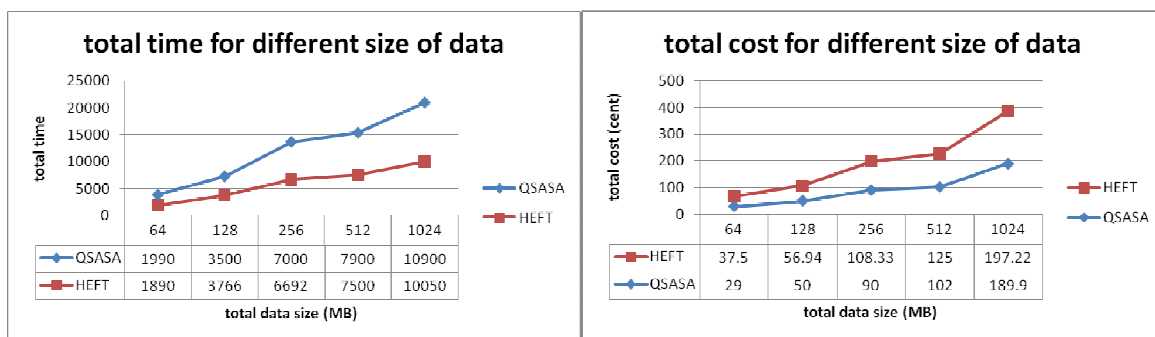 total time for different size of data
25000
20000
15000
10000
5000
0
total time
64 128 256 512 1024
QSASA 1990 3500 7000 7900 10900
HEFT 1890 3766 6692 7500 10050
total data size (MB)
QSASA
HEFT
total cost for different size of data
500
400
300
200
100
0
total cost (cent)
64 128 256 512 1024
HEFT 37.5 56.94 108.33 125 197.22
QSASA 29 50 90 102 189.9
total data size (MB)
HEFT
QSASA